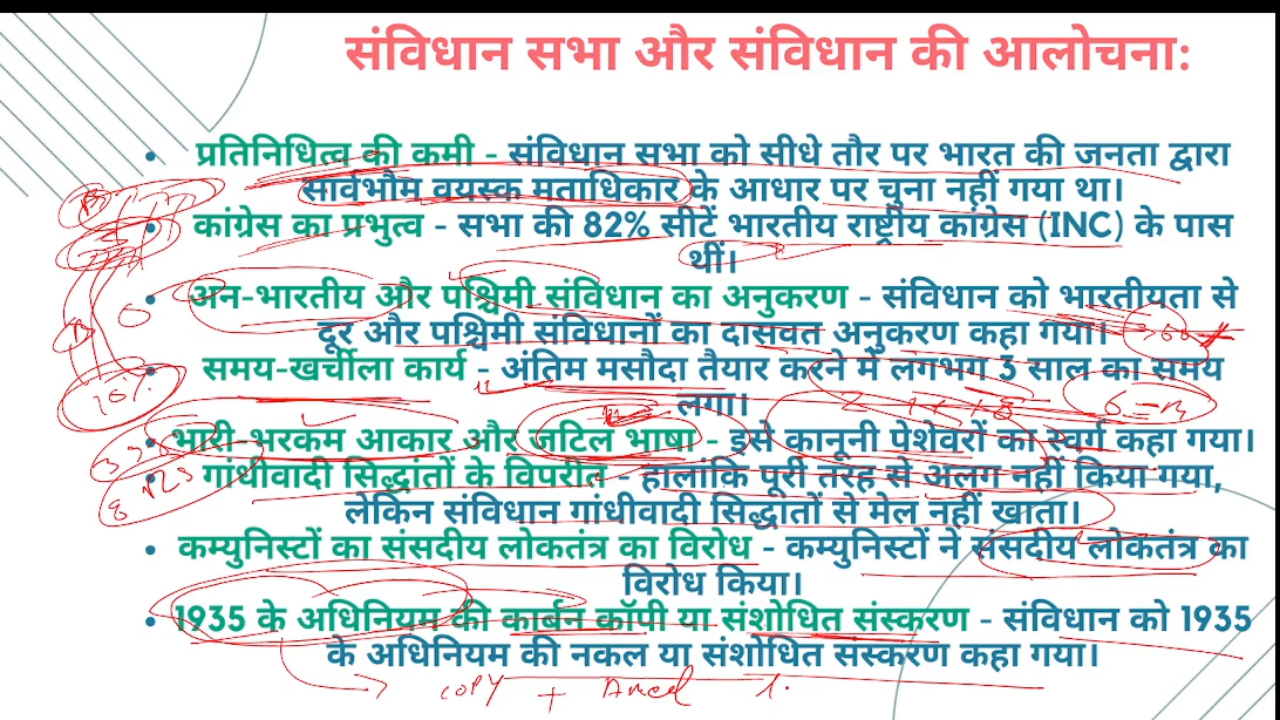 संविधान सभा और संविधान की आलोचना:
• प्रतिनिधित्व की कमी - संविधान सभा को सीधे तौर पर भारत की जनता द्वारा
सार्वभौम वयस्क मताधिकार के आधार पर चुना नहीं गया था।
• कांग्रेस का प्रभुत्व - सभा की 82% सीटें भारतीय राष्ट्रीय कांग्रेस (INC) के पास
थीं।
• अन-भारतीय और पश्चिमी संविधान का अनुकरण - संविधान को भारतीयता से
दूर और पश्चिमी संविधानों का दासवत अनुकरण कहा गया।
• समय-खर्चीला कार्य - अंतिम मसौदा तैयार करने में लगभग 3 साल का समय
लगा।
• भारी-भरकम आकार और जटिल भाषा - इसे कानूनी पेशेवरों का स्वर्ग कहा गया।
• गांधीवादी सिद्धांतों के विपरीत - हालांकि पूरी तरह से अलग नहीं किया गया,
लेकिन संविधान गांधीवादी सिद्धातों से मेल नहीं खाता।
• कम्युनिस्टों का संसदीय लोकतंत्र का विरोध - कम्युनिस्टों ने संसदीय लोकतंत्र का
विरोध किया।
• 1935 के अधिनियम की कार्बन कॉपी या संशोधित संस्करण - संविधान को 1935
के अधिनियम की नकल या संशोधित संस्करण कहा गया।
copy +